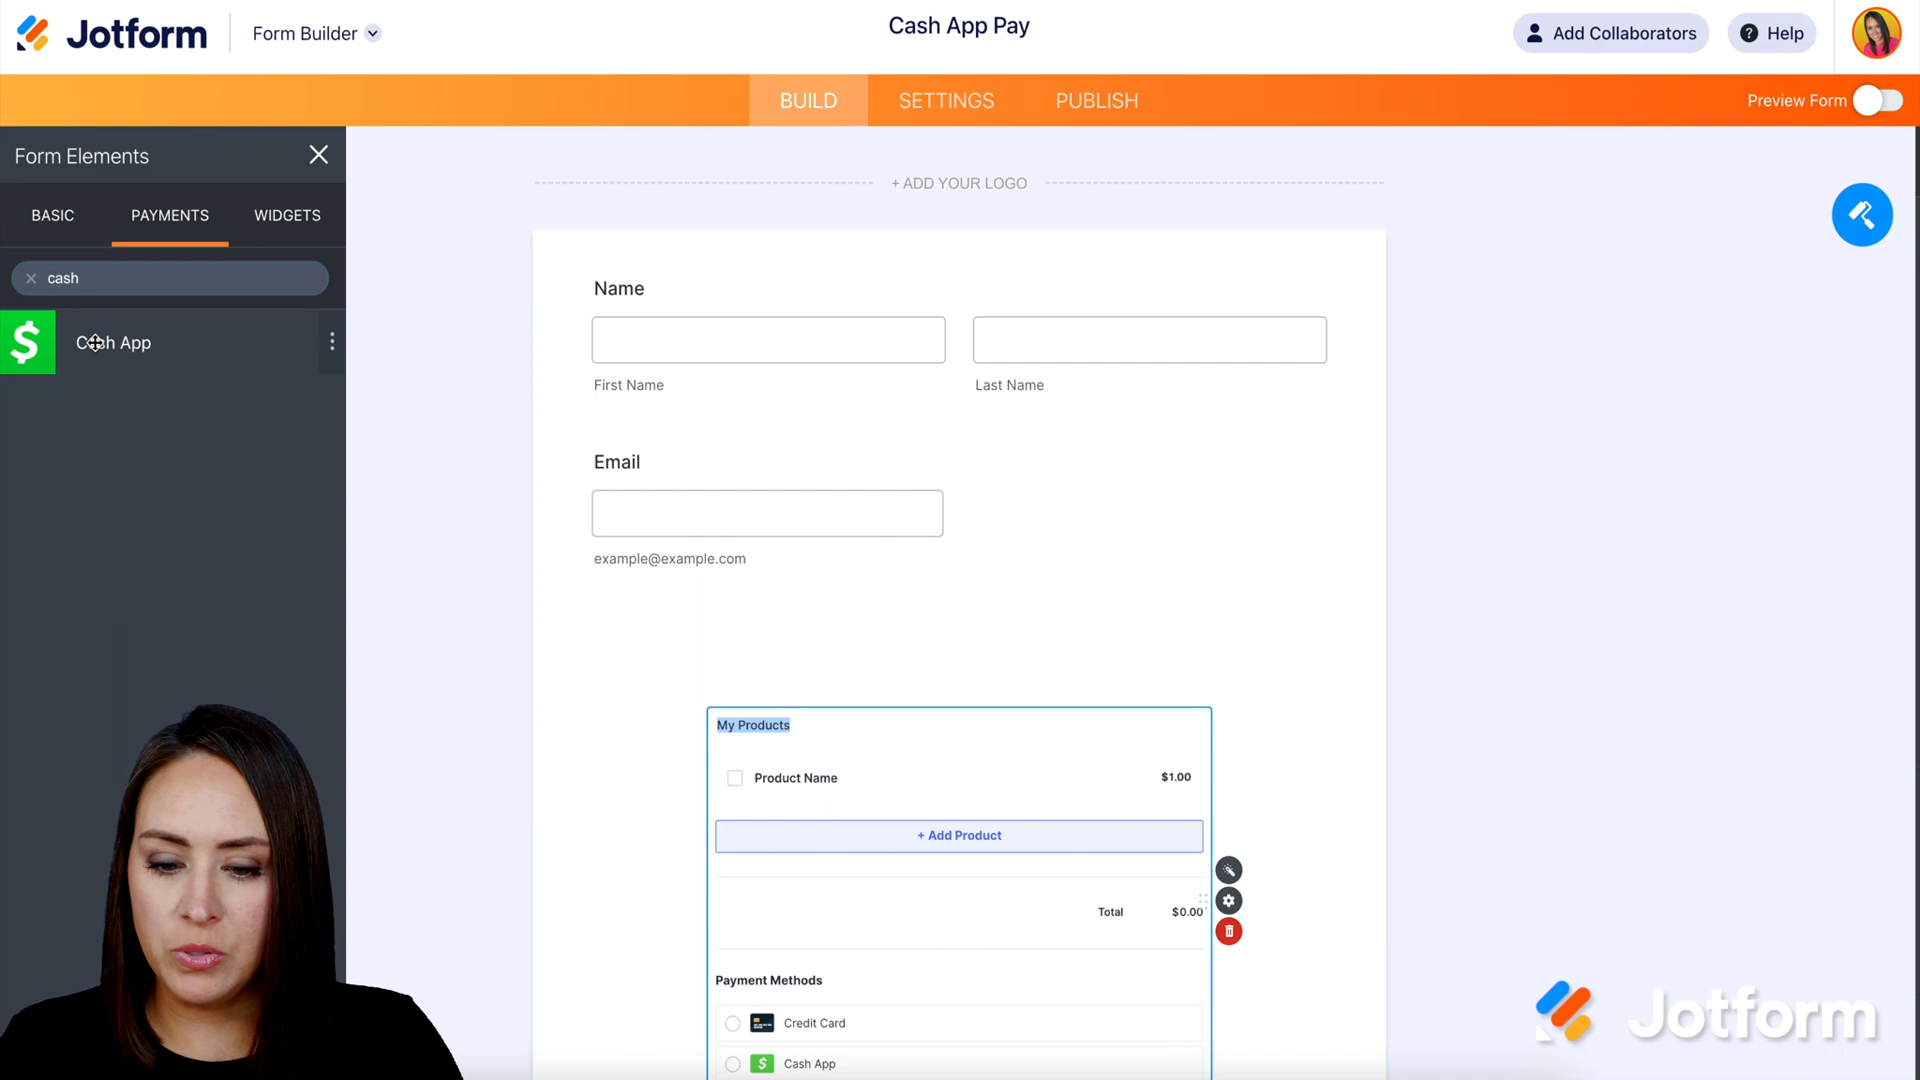 Jotform
Form Builder
Cash App Pay
Add Collaborators
? Help
BUILD
SETTINGS
PUBLISH
Preview Form
Form Elements
BASIC
PAYMENTS
WIDGETS
cash
$ Cash App
+ ADD YOUR LOGO
Name
First Name
Last Name
Email
example@example.com
My Products
Product Name
$1.00
+ Add Product
Total
$0.00
Payment Methods
Credit Card
$ Cash App
Jotform